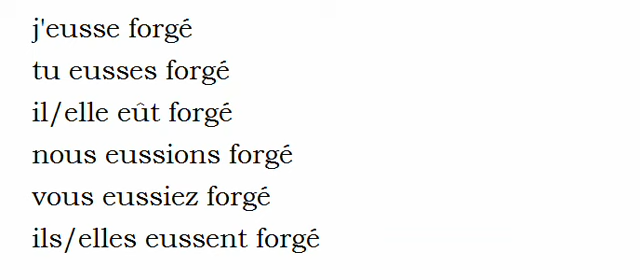 j'eusse forgé
tu eusses forgé
il/elle eût forgé
nous eussions forgé
vous eussiez forgé
ils/elles eussent forgé